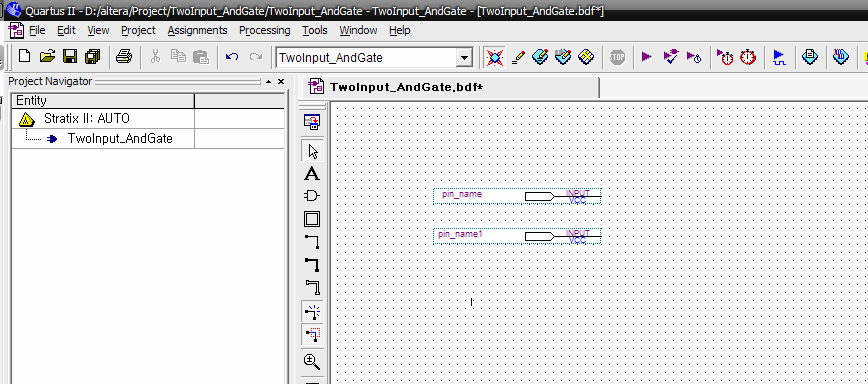 Quartus II - D:/altera/Project/TwoInput_AndGate/TwoInput_AndGate - TwoInput_AndGate - [TwoInput_AndGate.bdf*]
File Edit View Project Assignments Processing Tools Window Help
TwoInput_AndGate
STOP
Project Navigator
TwoInput_AndGate.bdf*
Entity
Stratix II: AUTO
TwoInput_AndGate
A
pin_name INPUT
VCC
pin_name1 INPUT
VCC